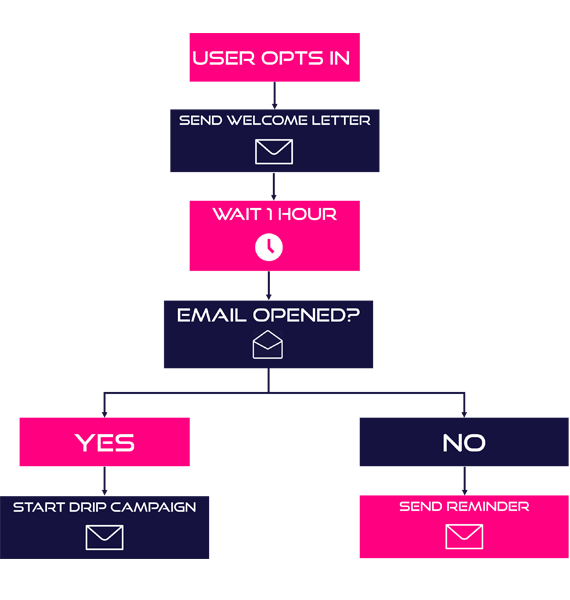 USER OPTS IN
SEND WELCOME LETTER
WAIT 1 HOUR
EMAIL OPENED?
YES
NO
START DRIP CAMPAIGN
SEND REMINDER